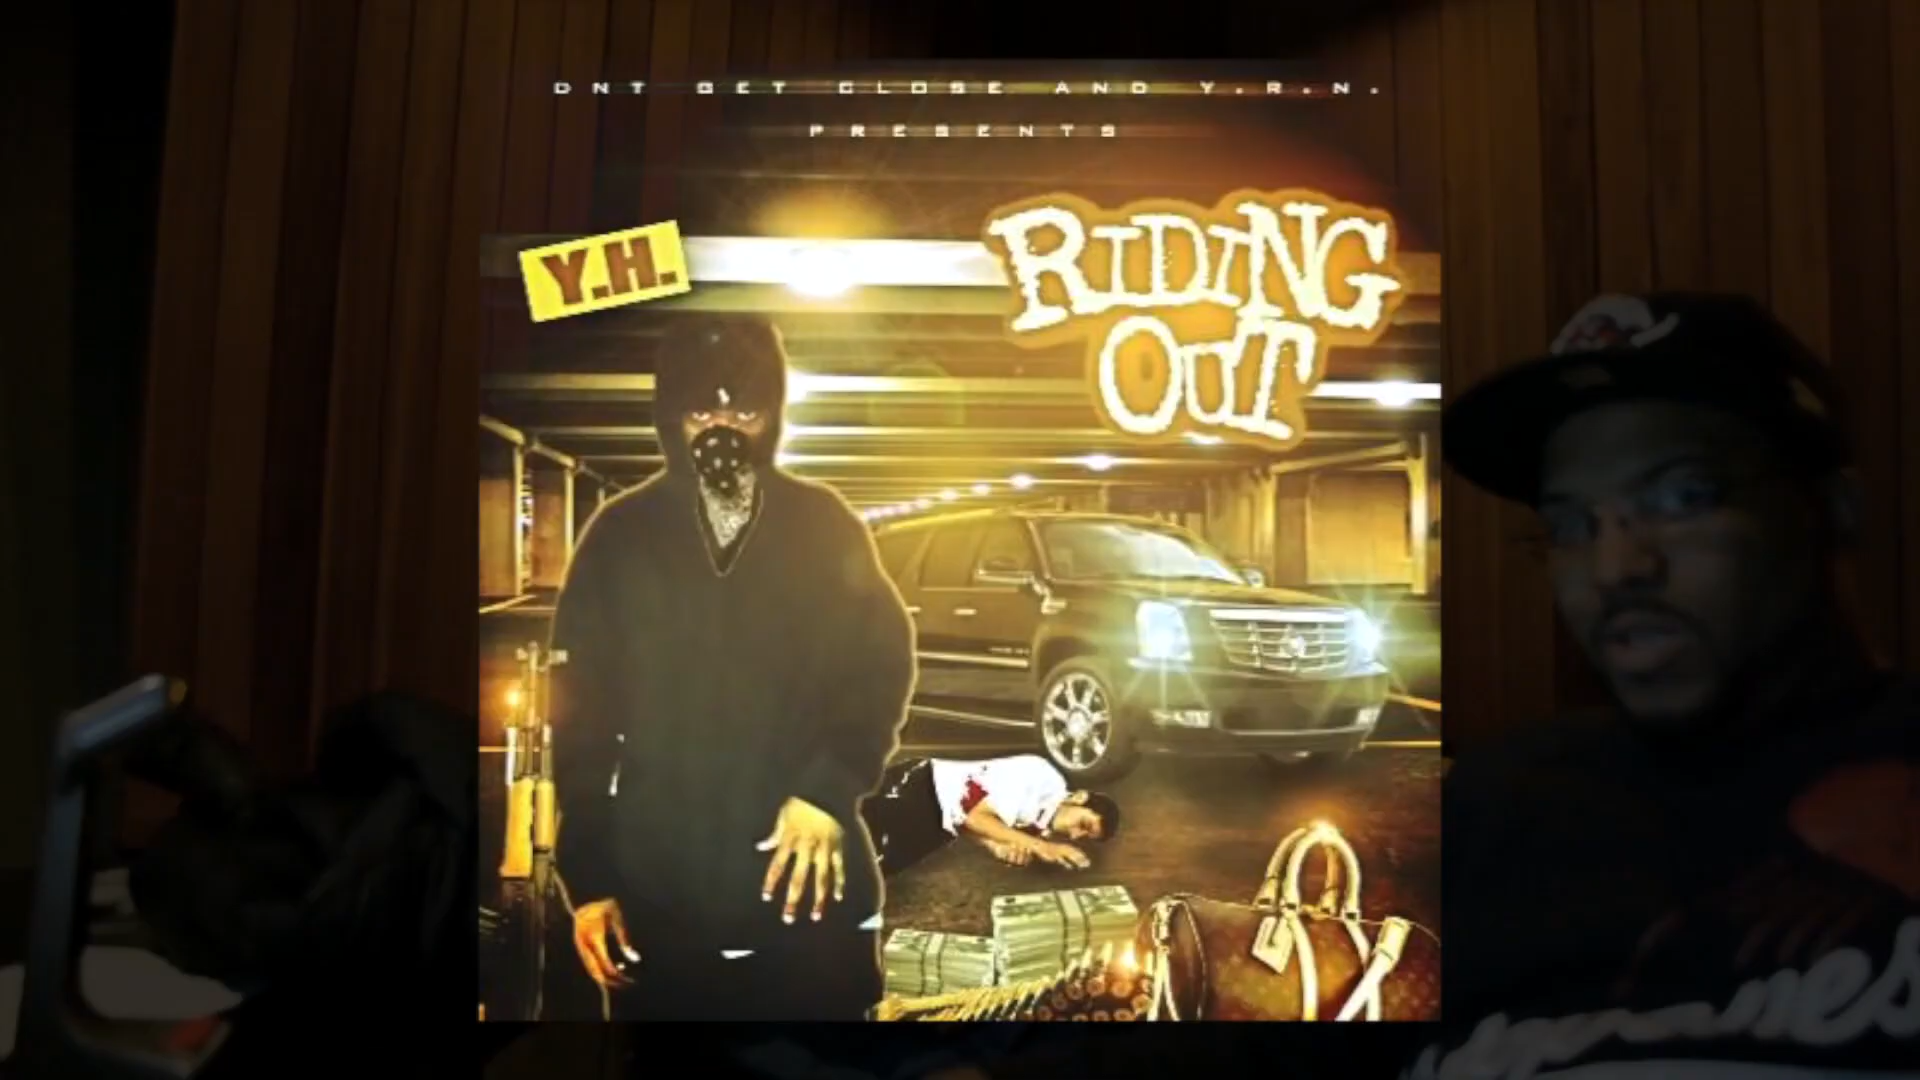 DNT GET CLOSE AND Y.R.N.
PRESENTS
Y.H.
RIDING
OUT